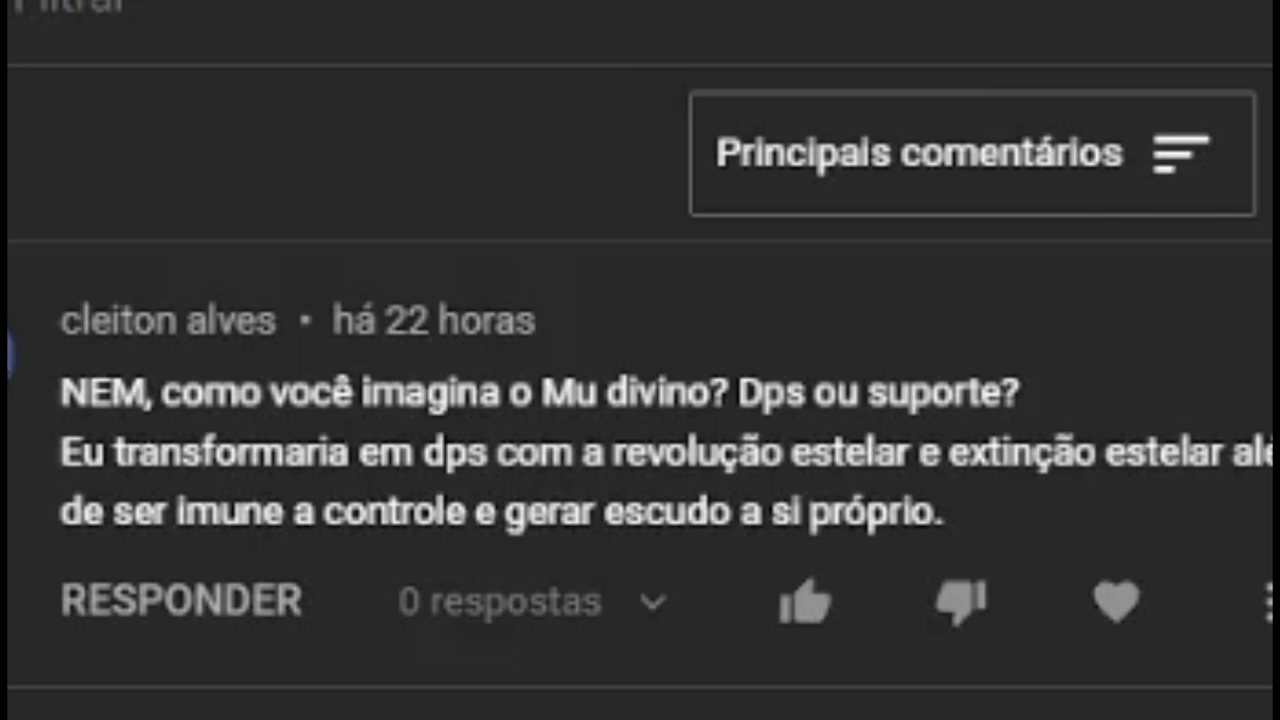 Filtrar
Principais comentários
cleiton alves • há 22 horas
NEM, como você imagina o Mu divino? Dps ou suporte?
Eu transformaria em dps com a revolução estelar e extinção estelar
de ser imune a controle e gerar escudo a si próprio.
RESPONDER 0 respostas